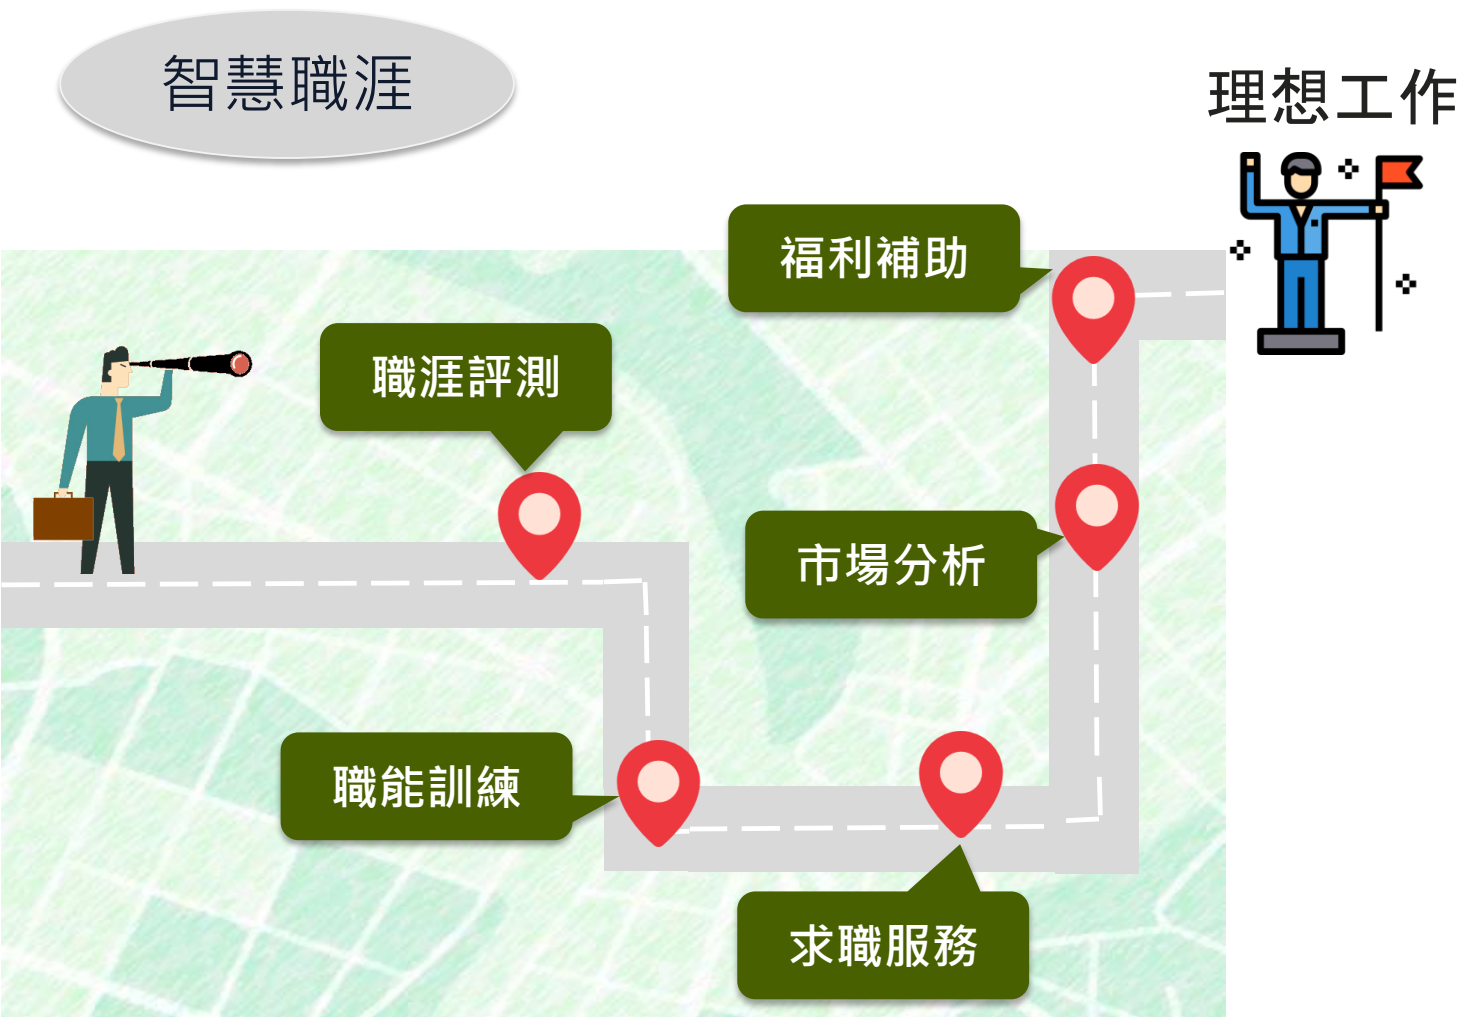 智慧職涯
理想工作
福利補助
職涯評測
市場分析
職能訓練
求職服務